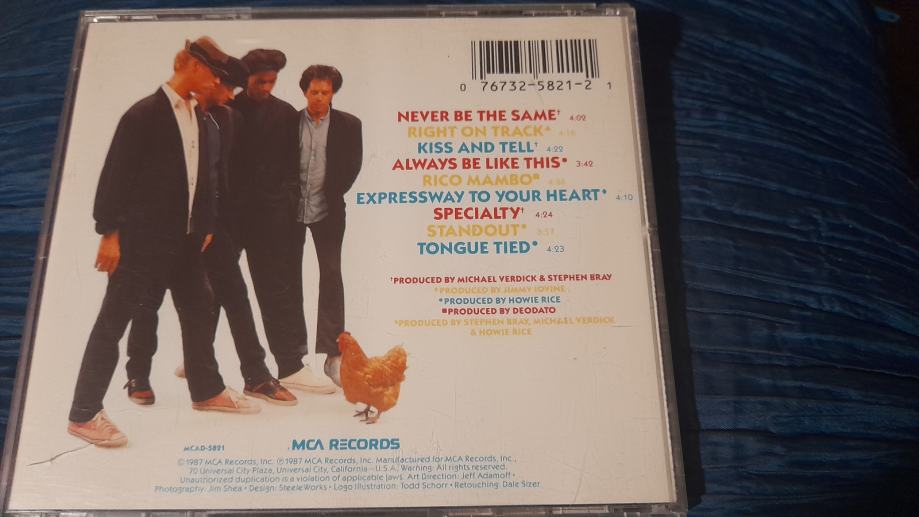 0 76732-5821-2 1
NEVER BE THE SAME† 4:02
RIGHT ON TRACK* 4:16
KISS AND TELL† 4:22
ALWAYS BE LIKE THIS• 3:42
RICO MAMBO■
EXPRESSWAY TO YOUR HEART* 4:10
SPECIALTY† 4:24
STANDOUT• 3:57
TONGUE TIED• 4:23
†PRODUCED BY MICHAEL VERDICK & STEPHEN BRAY
*PRODUCED BY JIMMY IOVINE
•PRODUCED BY HOWIE RICE
■PRODUCED BY DEODATO
*PRODUCED BY STEPHEN BRAY, MICHAEL VERDICK
& HOWIE RICE
MCAD-5821 MCA RECORDS
©1987 MCA Records, Inc. ℗1987 MCA Records, Inc. Manufactured for MCA Records, Inc.,
70 Universal City Plaza, Universal City, California—U.S.A. Warning: All rights reserved.
Unauthorized duplication is a violation of applicable laws. Art Direction: Jeff Adamoff •
Photography: Jim Shea • Design: SteeleWorks • Logo Illustration: Todd Schorr • Retouching: Dale Sizer